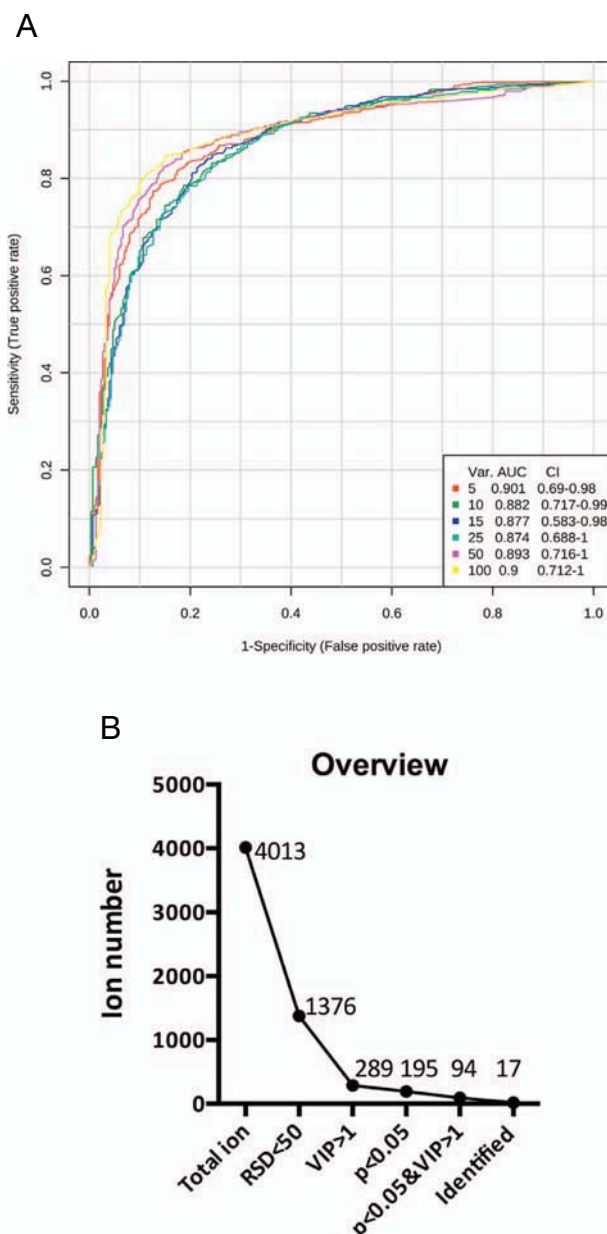 A
Sensitivity (True positive rate)
1.0
0.8
0.6
0.4
0.2
0.0
Var. AUC CI
5 0.901 0.69-0.98
10 0.882 0.717-0.99
15 0.877 0.583-0.98
25 0.874 0.688-1
50 0.893 0.716-1
100 0.9 0.712-1
0.0 0.2 0.4 0.6 0.8 1.0
1-Specificity (False positive rate)
B
Overview
Ion number
5000
4000
3000
2000
1000
0
4013
1376
289 195 94 17
Total ion
RSD<50
VIP>1
p<0.05
p<0.05&VIP>1
Identified